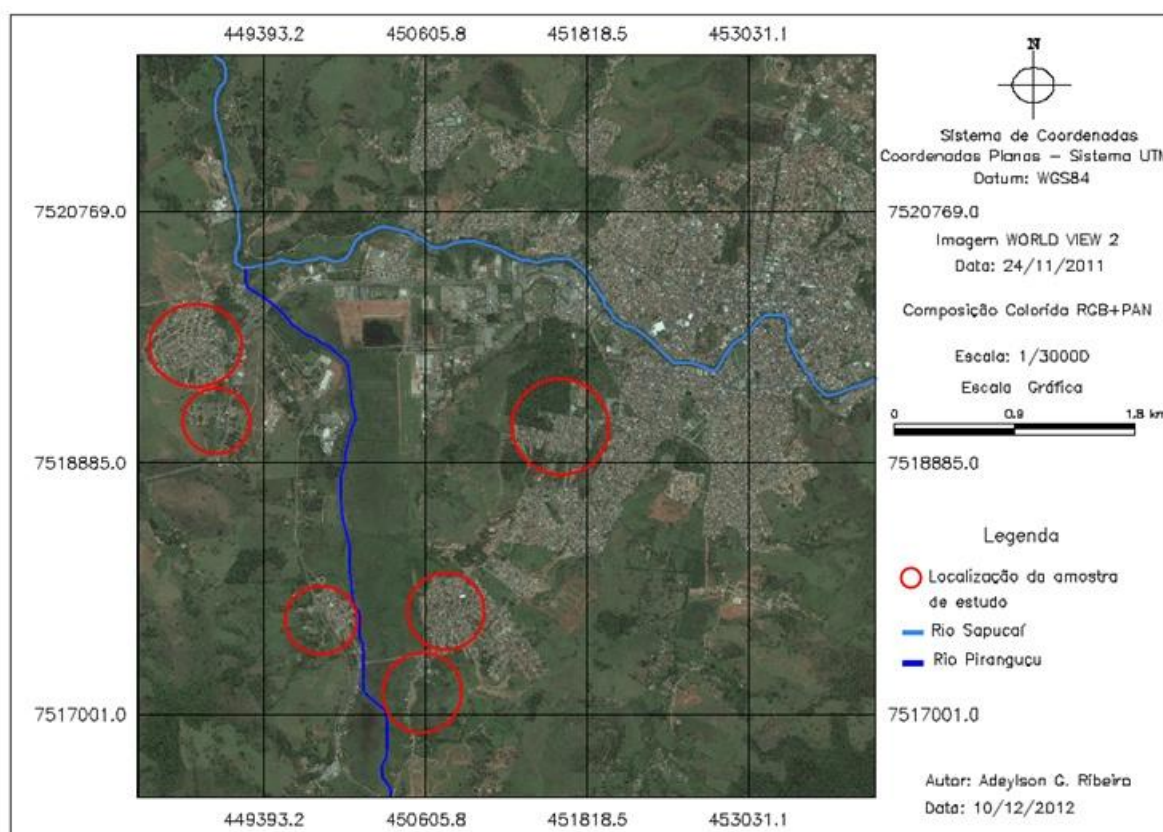 449393.2 450605.8 451818.5 453031.1
N
Sistema de Coordenadas
Coordenadas Planas – Sistema UTM
Datum: WGS84
7520769.0 7520769.0
Imagem WORLD VIEW 2
Data: 24/11/2011
Composição Colorida RGB+PAN
Escala: 1/30000
Escala Gráfica
0 0.9 1.8 km
7518885.0 7518885.0
Legenda
Localização da amostra
de estudo
Rio Sapucaí
Rio Piranguçu
7517001.0 7517001.0
Autor: Adeylson G. Ribeiro
Data: 10/12/2012
449393.2 450605.8 451818.5 453031.1